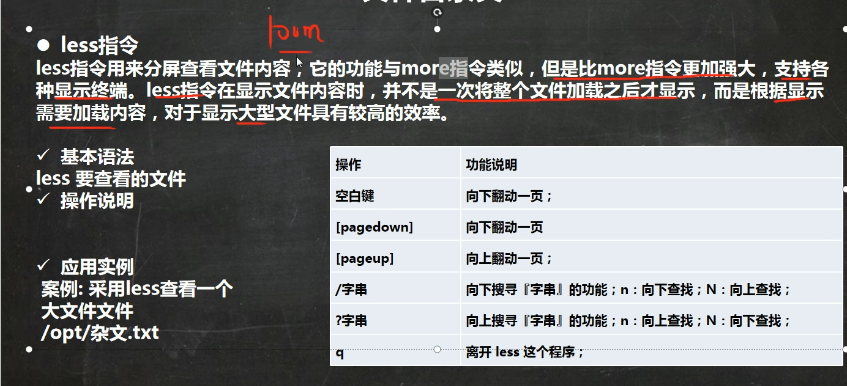 less指令
less指令用来分屏查看文件内容，它的功能与more指令类似，但是比more指令更加强大，支持各
种显示终端。less指令在显示文件内容时，并不是一次将整个文件加载之后才显示，而是根据显示
需要加载内容，对于显示大型文件具有较高的效率。
✓ 基本语法
less 要查看的文件
✓ 操作说明
✓ 应用实例
案例: 采用less查看一个
大文件文件
/opt/杂文.txt
操作 功能说明
空白键 向下翻动一页；
[pagedown] 向下翻动一页
[pageup] 向上翻动一页；
/字串 向下搜寻『字串』的功能；n：向下查找；N：向上查找；
?字串 向上搜寻『字串』的功能；n：向上查找；N：向下查找；
q 离开 less 这个程序；